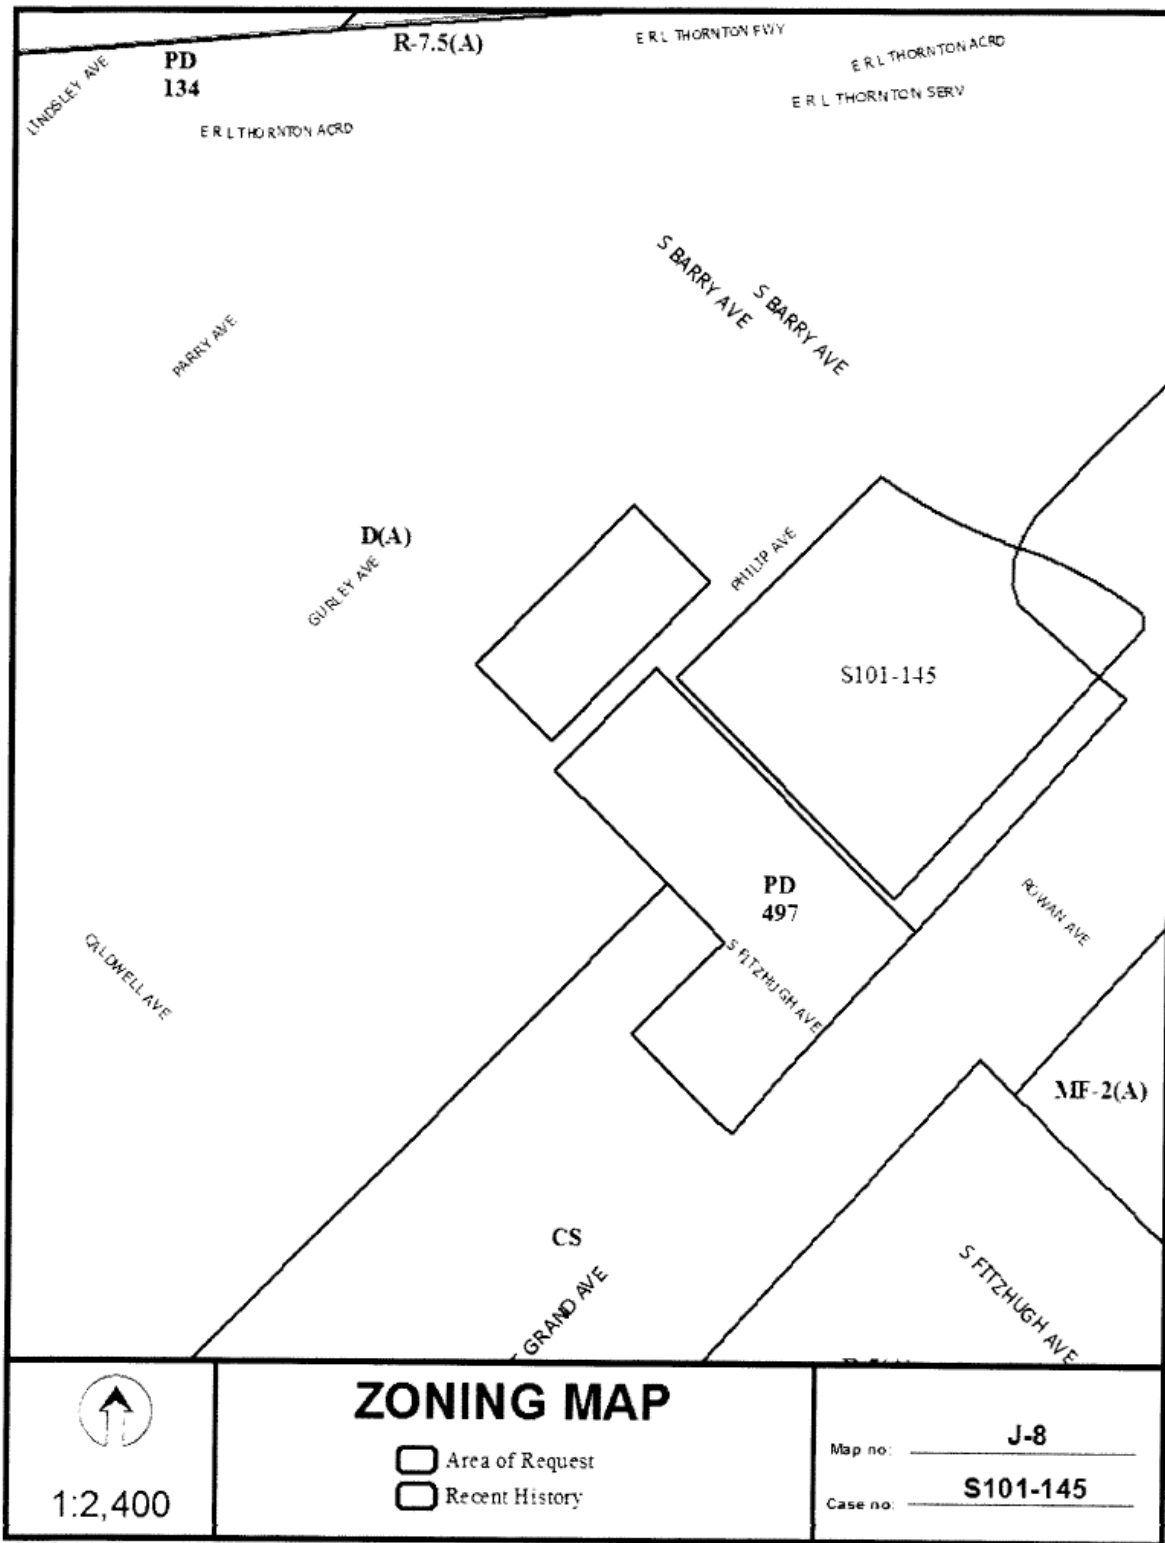 R-7.5(A)
E R L THORNTON FWY
PD
134
E R L THORNTON ACRD
LINDSLEY AVE
E R L THORNTON SERV
E R L THORNTON ACRD
S BARRY AVE
S BARRY AVE
PARRY AVE
D(A)
PHILIP AVE
GURLEY AVE
S101-145
PD
497
ROWAN AVE
CALDWELL AVE
S FITZHUGH AVE
MF-2(A)
CS
GRAND AVE
S FITZHUGH AVE
ZONING MAP
Area of Request
Recent History
1:2,400
Map no: J-8
Case no: S101-145